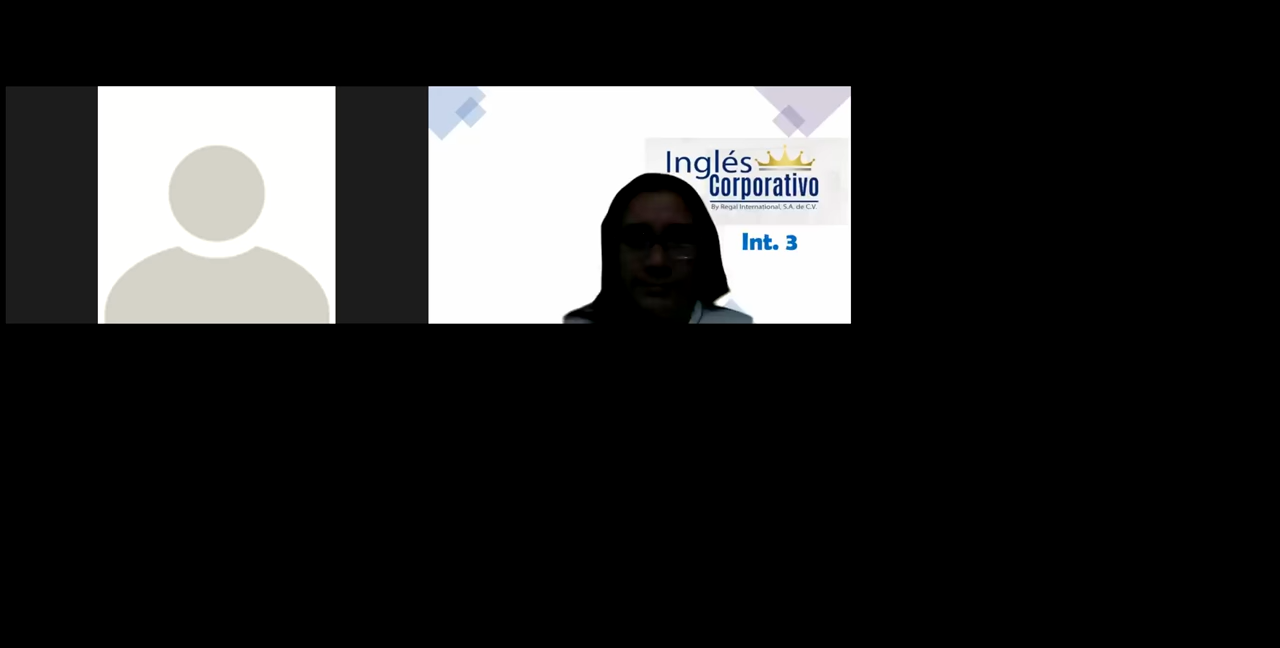 Inglés
Corporativo
By Regal International, S.A. de C.V.
Int. 3